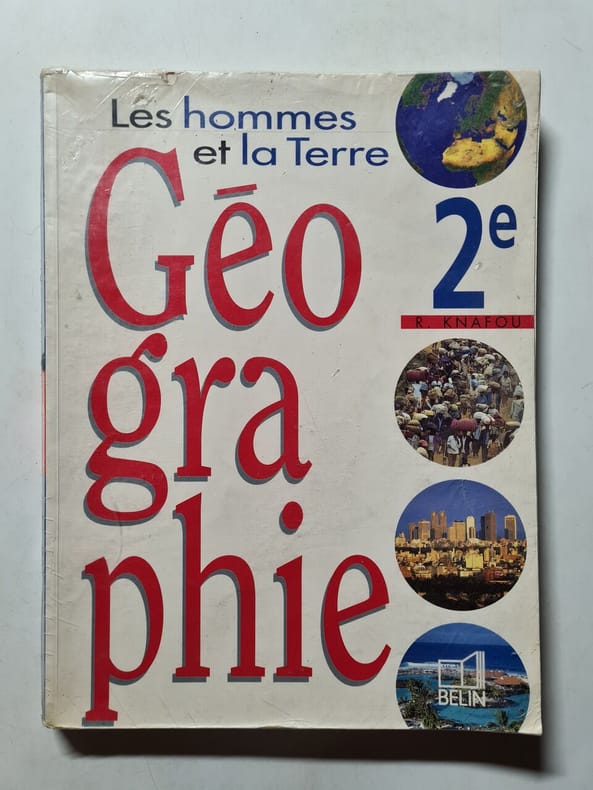 Les hommes
et la Terre
Géo
gra
phie
2e
R. KNAFOU
BELIN